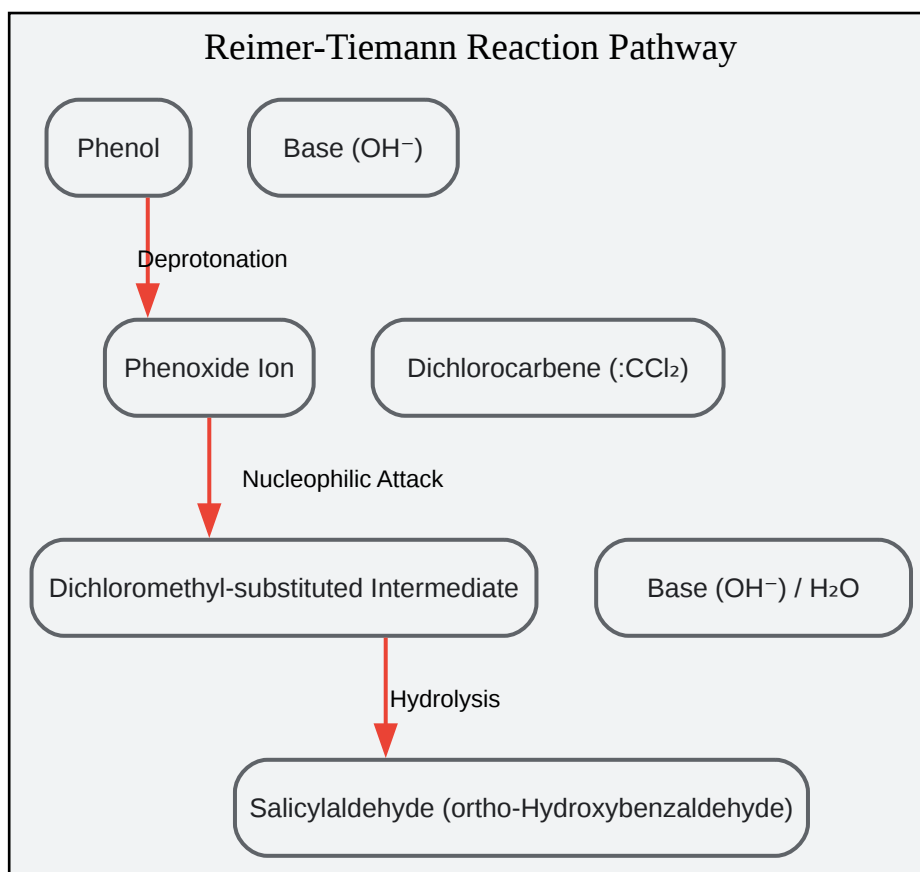 Reimer-Tiemann Reaction Pathway
Phenol
Base (OH⁻)
Deprotonation
Phenoxide Ion
Dichlorocarbene (:CCl₂)
Nucleophilic Attack
Dichloromethyl-substituted Intermediate
Base (OH⁻) / H₂O
Hydrolysis
Salicylaldehyde (ortho-Hydroxybenzaldehyde)